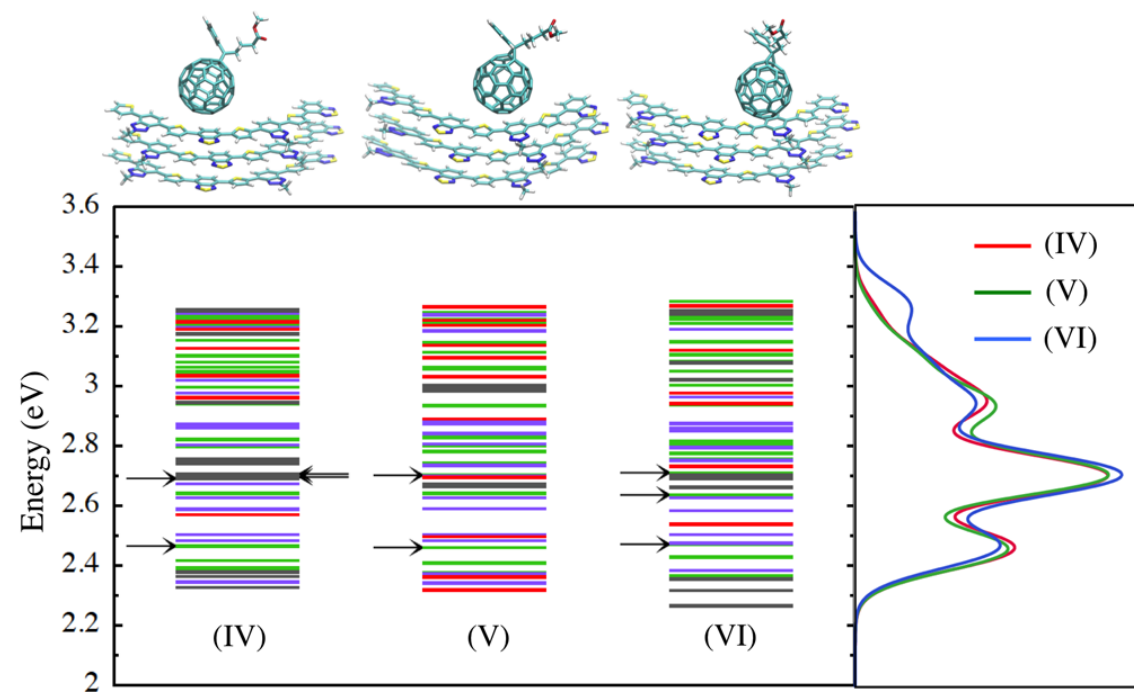 3.6
3.4
3.2
3
2.8
2.6
2.4
2.2
2
Energy (eV)
(IV)
(V)
(VI)
(IV)
(V)
(VI)